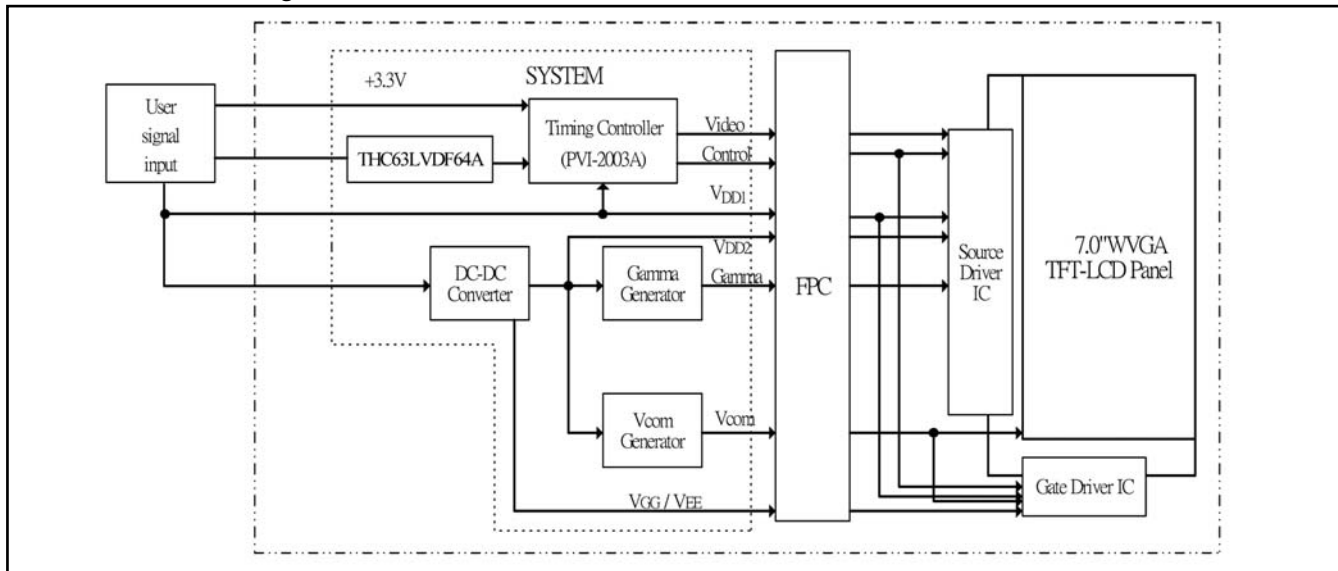 +3.3V
SYSTEM
User
signal
input
Timing Controller
(PVI-2003A)
THC63LVDF64A
Video
Control
VDD1
VDD2
DC-DC
Converter
Gamma
Generator
Gamma
FPC
Source
Driver
IC
7.0"WVGA
TFT-LCD Panel
Vcom
Generator
Vcom
Gate Driver IC
VGG / VEE